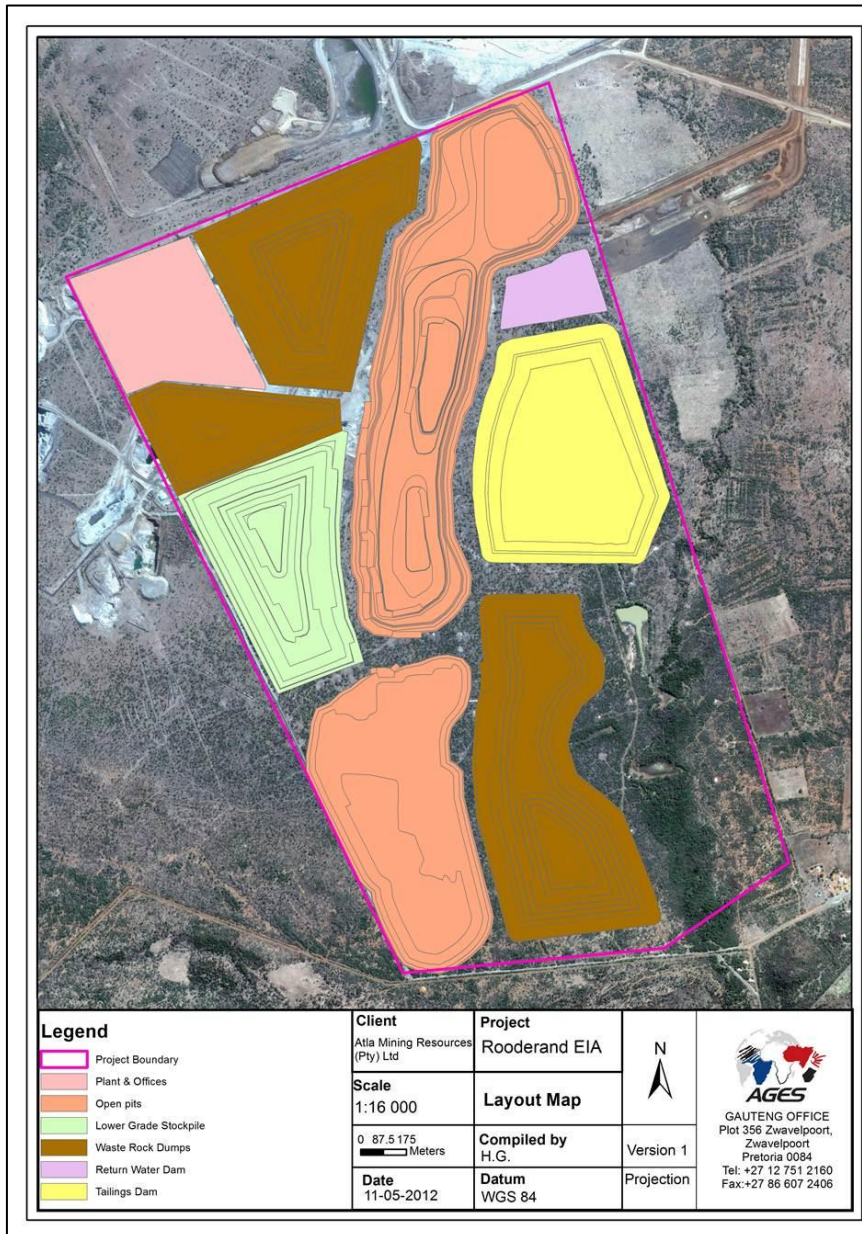 Legend
Project Boundary
Plant & Offices
Open pits
Lower Grade Stockpile
Waste Rock Dumps
Return Water Dam
Tailings Dam
Client
Atla Mining Resources
(Pty) Ltd
Project
Rooderand EIA
Scale
1:16 000
Layout Map
0 87.5 175
Meters
Compiled by
H.G.
Date
11-05-2012
Datum
WGS 84
N
Version 1
Projection
AGES
GAUTENG OFFICE
Plot 356 Zwavelpoort,
Zwavelpoort
Pretoria 0084
Tel: +27 12 751 2160
Fax:+27 86 607 2406